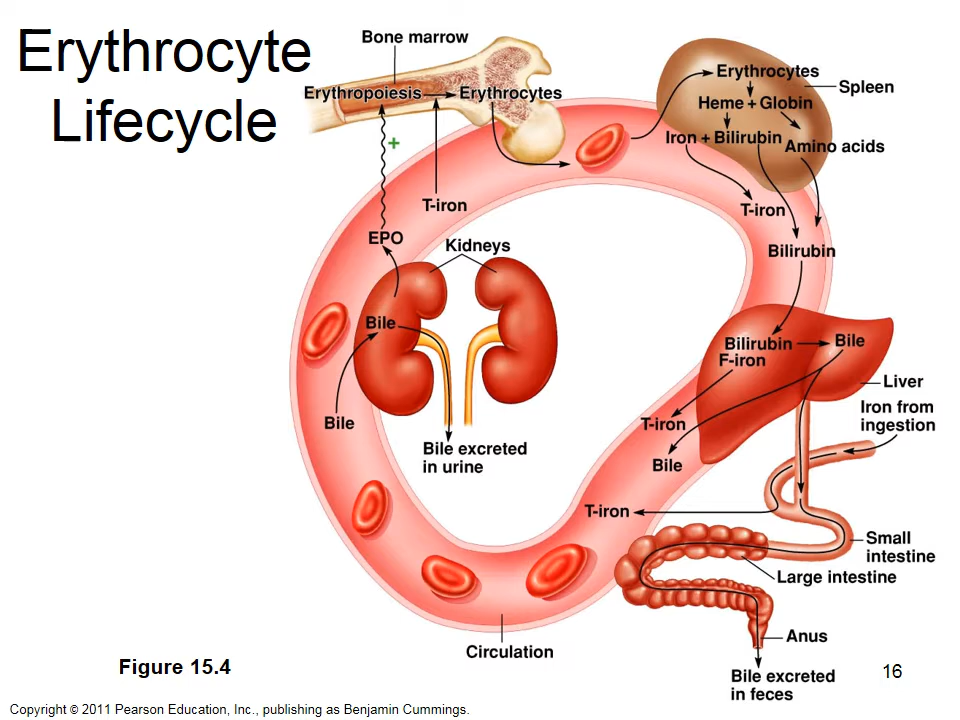 Erythrocyte
Lifecycle
Bone marrow
Erythropoiesis
Erythrocytes
+
T-iron
EPO
Kidneys
Bile
Bile
Bile excreted
in urine
Erythrocytes
Spleen
Heme + Globin
Iron + Bilirubin
Amino acids
T-iron
Bilirubin
Bilirubin
Bile
F-iron
Liver
T-iron
Bile
Iron from
ingestion
T-iron
Small
intestine
Large intestine
Anus
Bile excreted
in feces
Circulation
Figure 15.4
16
Copyright © 2011 Pearson Education, Inc., publishing as Benjamin Cummings.